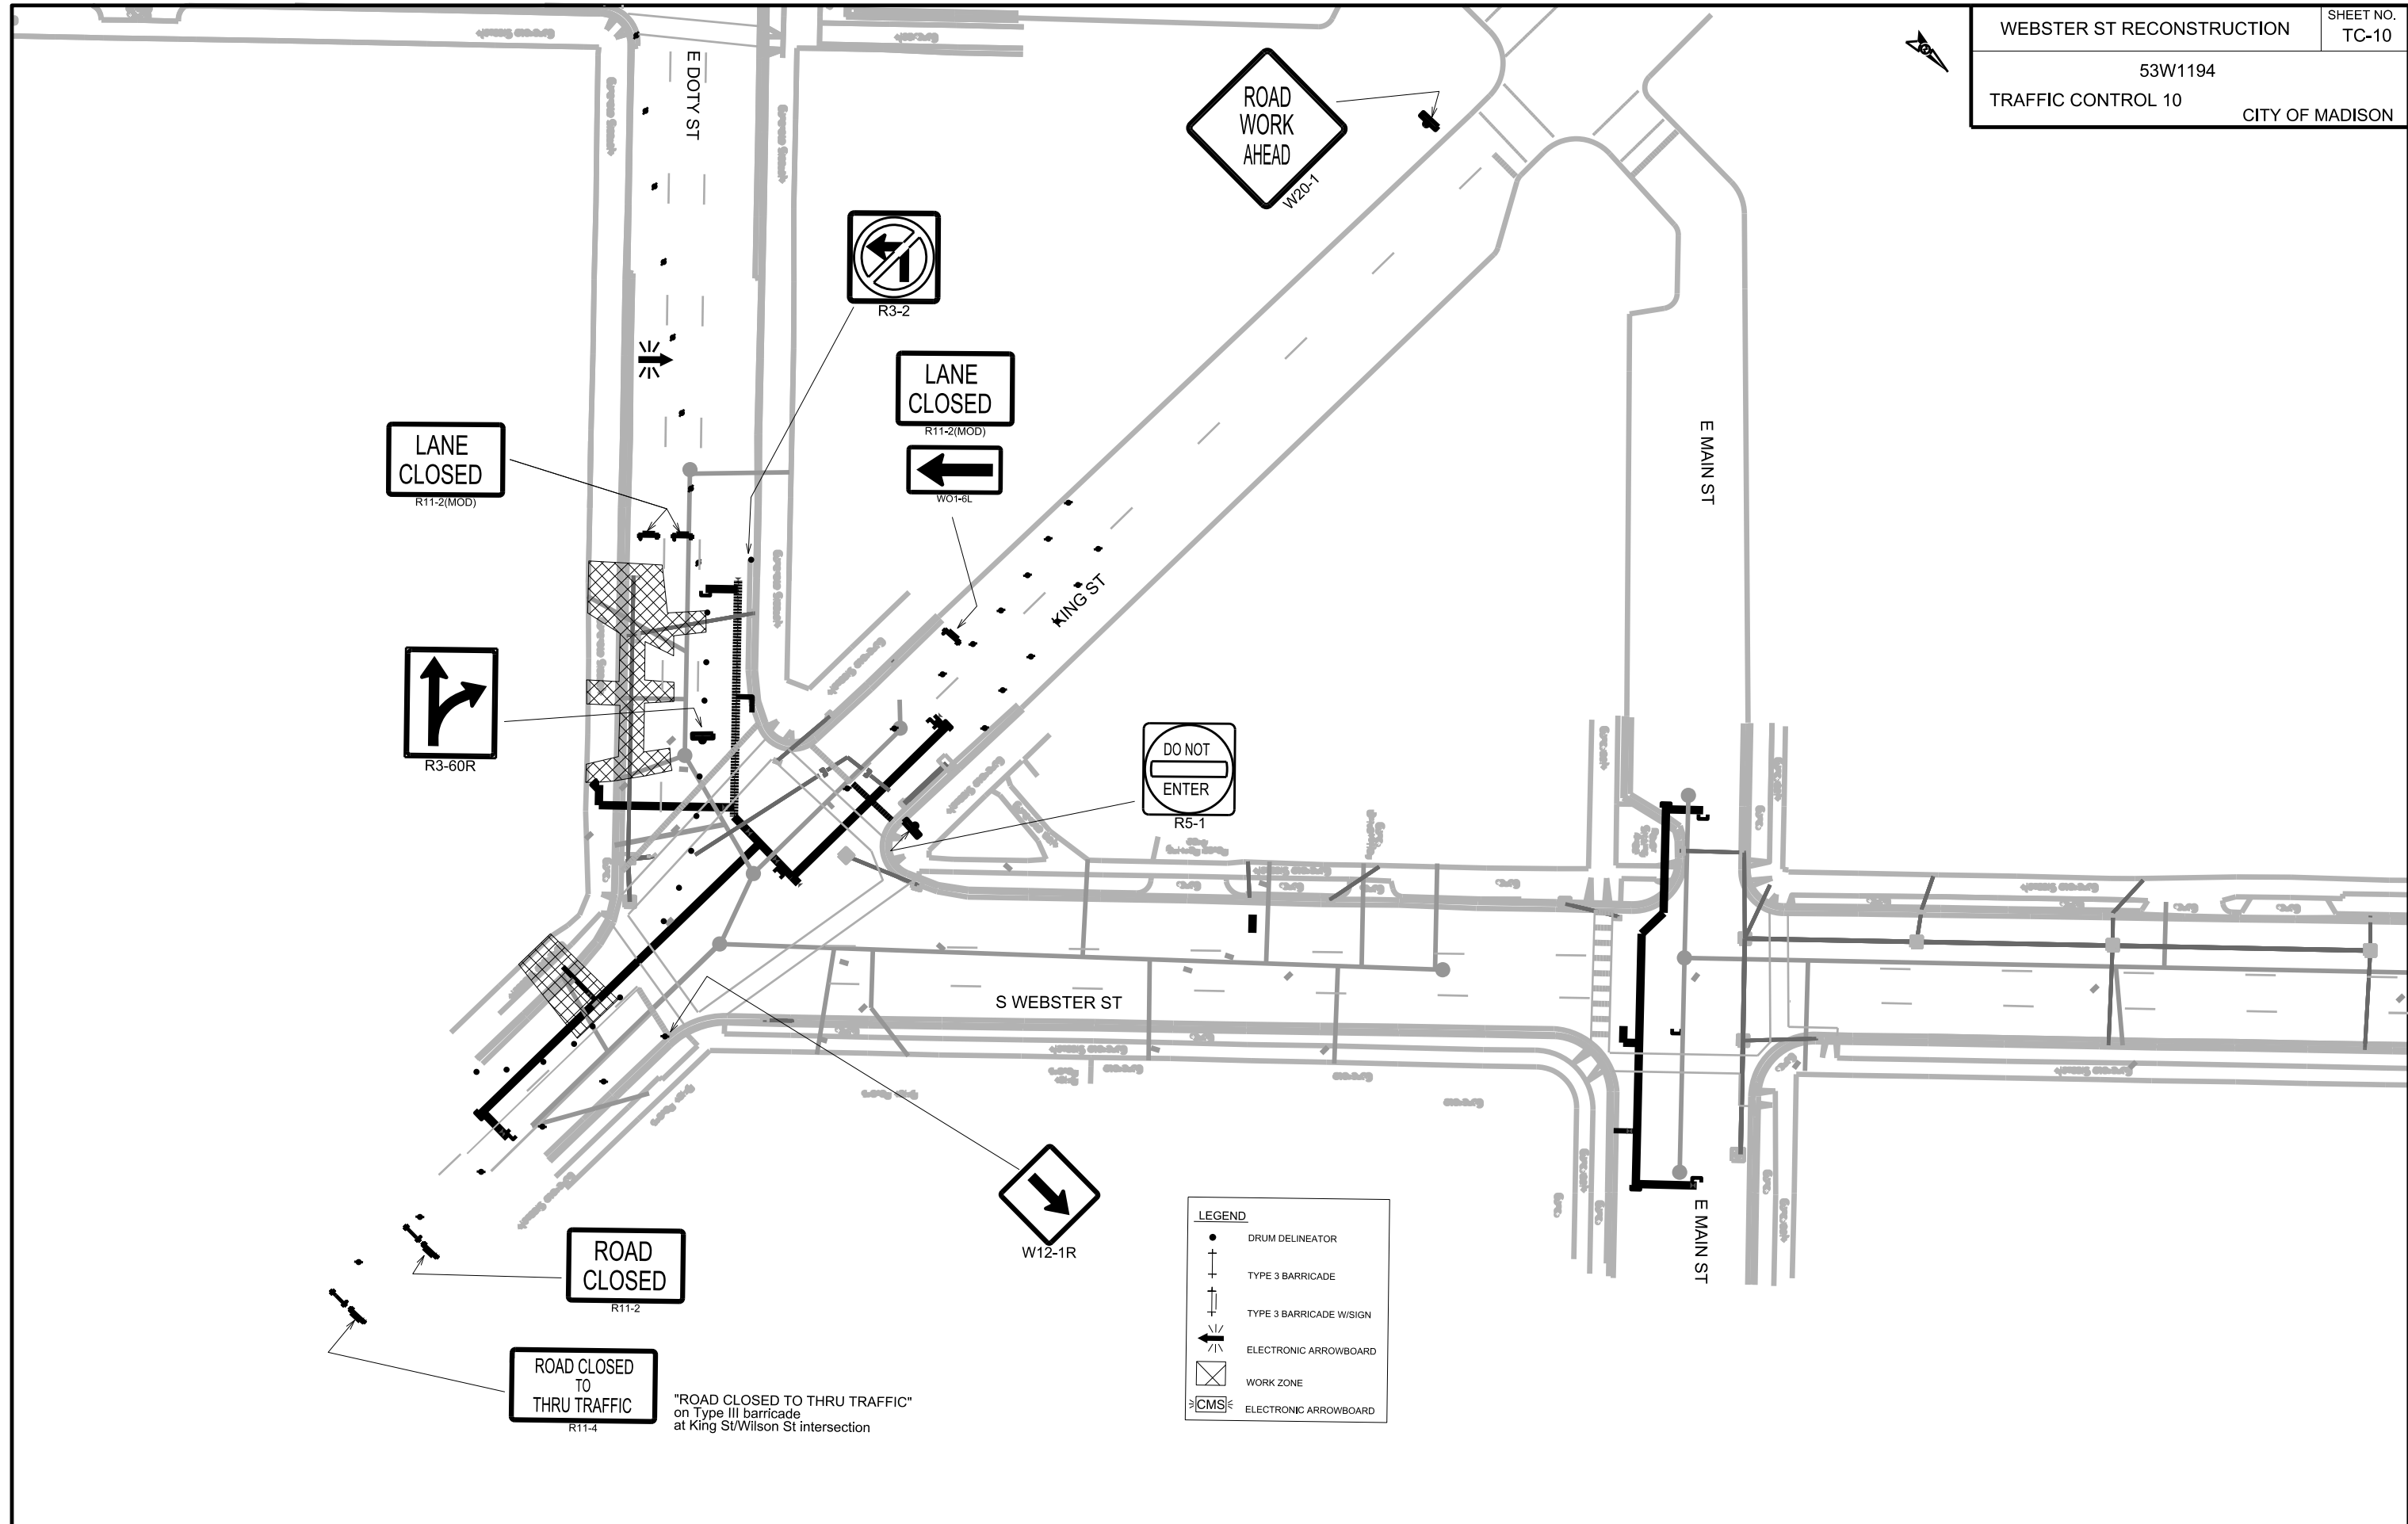 WEBSTER ST RECONSTRUCTION
SHEET NO.
TC-10
53W1194
TRAFFIC CONTROL 10
CITY OF MADISON
E DOTY ST
ROAD
WORK
AHEAD
W20-1
R3-2
LANE
CLOSED
R11-2(MOD)
WO1-6L
LANE
CLOSED
R11-2(MOD)
E MAIN ST
KING ST
R3-60R
DO NOT
ENTER
R5-1
S WEBSTER ST
E MAIN ST
W12-1R
ROAD
CLOSED
R11-2
ROAD CLOSED
TO
THRU TRAFFIC
R11-4
"ROAD CLOSED TO THRU TRAFFIC"
on Type III barricade
at King St/Wilson St intersection
LEGEND
DRUM DELINEATOR
TYPE 3 BARRICADE
TYPE 3 BARRICADE W/SIGN
ELECTRONIC ARROWBOARD
WORK ZONE
CMS
ELECTRONIC ARROWBOARD